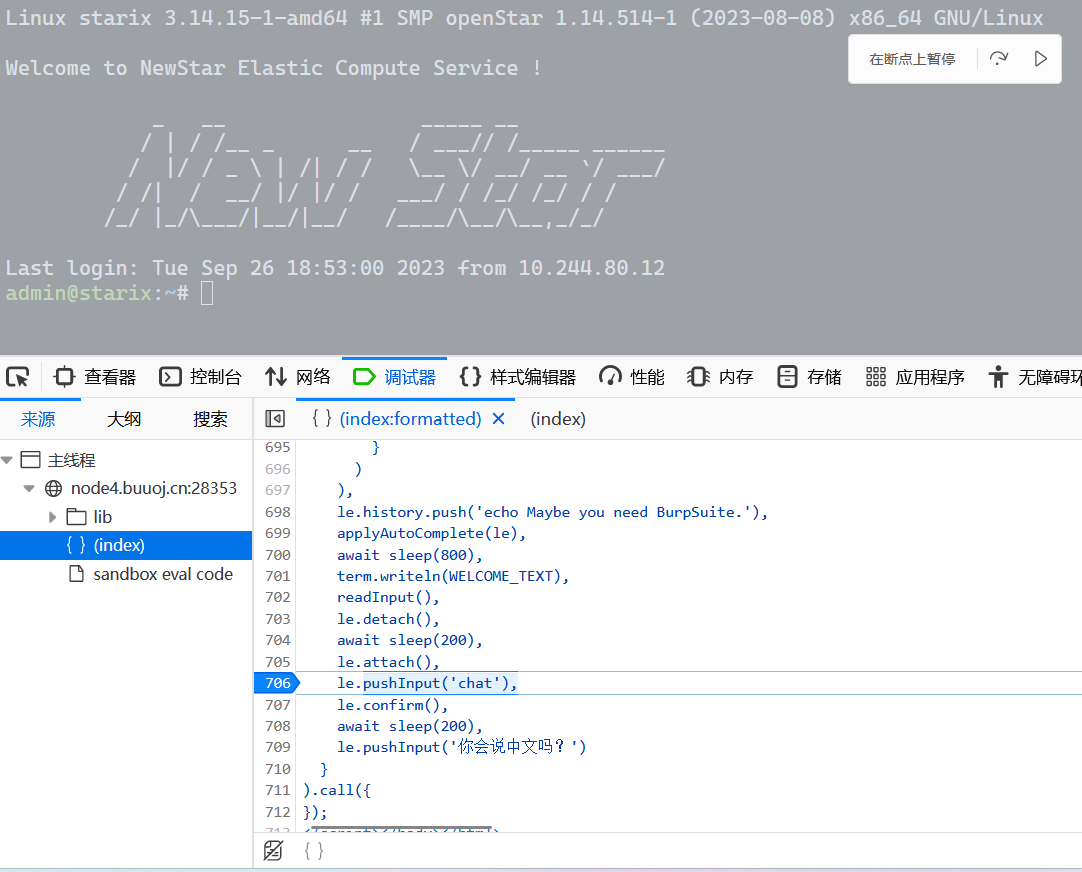 Linux starix 3.14.15-1-amd64 #1 SMP openStar 1.14.514-1 (2023-08-08) x86_64 GNU/Linux
在断点上暂停
Welcome to NewStar Elastic Compute Service !
New Star
Last login: Tue Sep 26 18:53:00 2023 from 10.244.80.12
admin@starix:~#
查看器 控制台 网络 调试器 {} 样式编辑器 性能 内存 存储 应用程序 无障碍环
来源 大纲 搜索 { } (index:formatted) ✕ (index)
主线程
node4.buuoj.cn:28353
lib
{ } (index)
sandbox eval code
695 }
696 )
697 ),
698 le.history.push('echo Maybe you need BurpSuite.'),
699 applyAutoComplete(le),
700 await sleep(800),
701 term.writeln(WELCOME_TEXT),
702 readInput(),
703 le.detach(),
704 await sleep(200),
705 le.attach(),
706 le.pushInput('chat'),
707 le.confirm(),
708 await sleep(200),
709 le.pushInput('你会说中文吗？')
710 }
711 ).call({
712 });
{ }